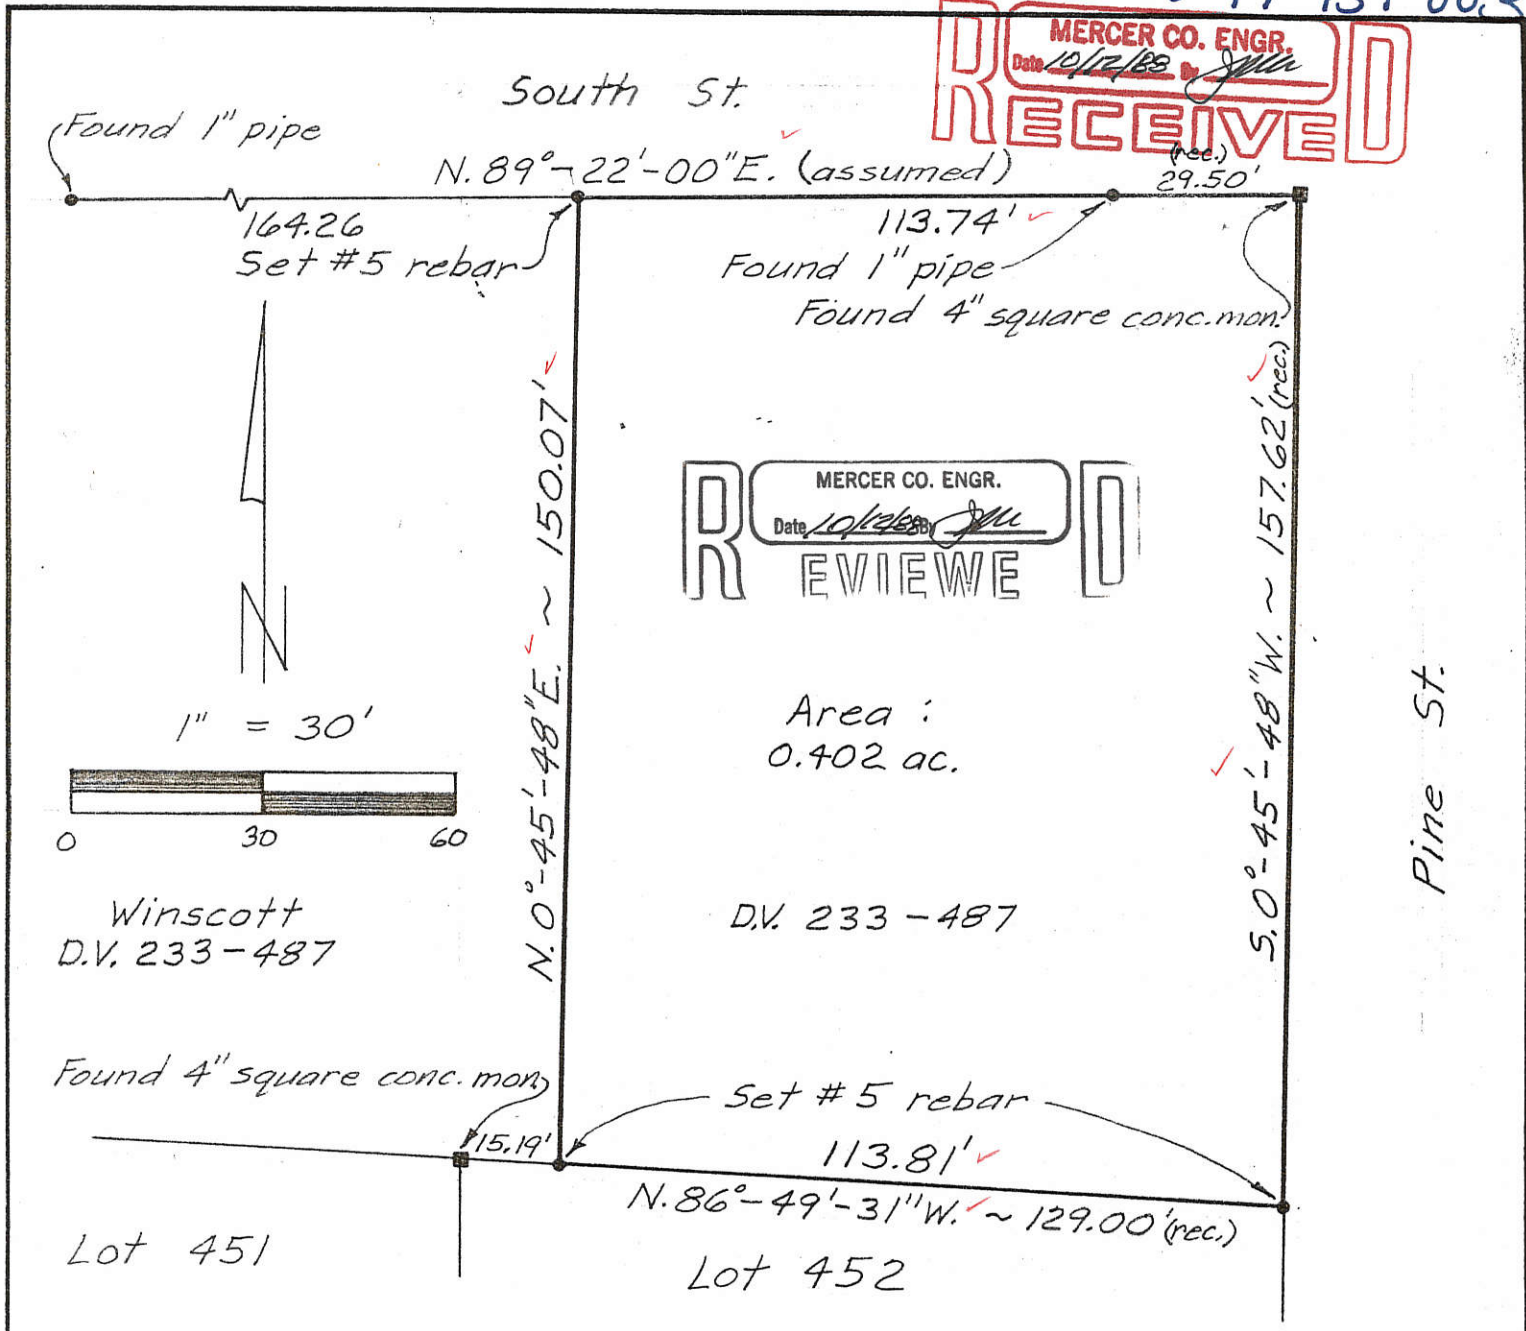 MERCER CO. ENGR.
Date 10/12/88 By
RECEIVED
South St.
Found 1" pipe
N. 89°-22'-00"E. (assumed)
(rec.)
29.50'
164.26
113.74'
Set #5 rebar
Found 1" pipe
Found 4" square conc. mon.
N. 0°-45'-48"E. ~ 150.07'
S. 0°-45'-48"W. ~ 157.62' (rec.)
MERCER CO. ENGR.
Date 10/12/88 By
REVIEWED
N
1" = 30'
0 30 60
Area :
0.402 ac.
Pine St.
Winscott
D.V. 233-487
D.V. 233-487
Found 4" square conc. mon.
Set #5 rebar
15.19'
113.81'
N. 86°-49'-31"W. ~ 129.00' (rec.)
Lot 451
Lot 452